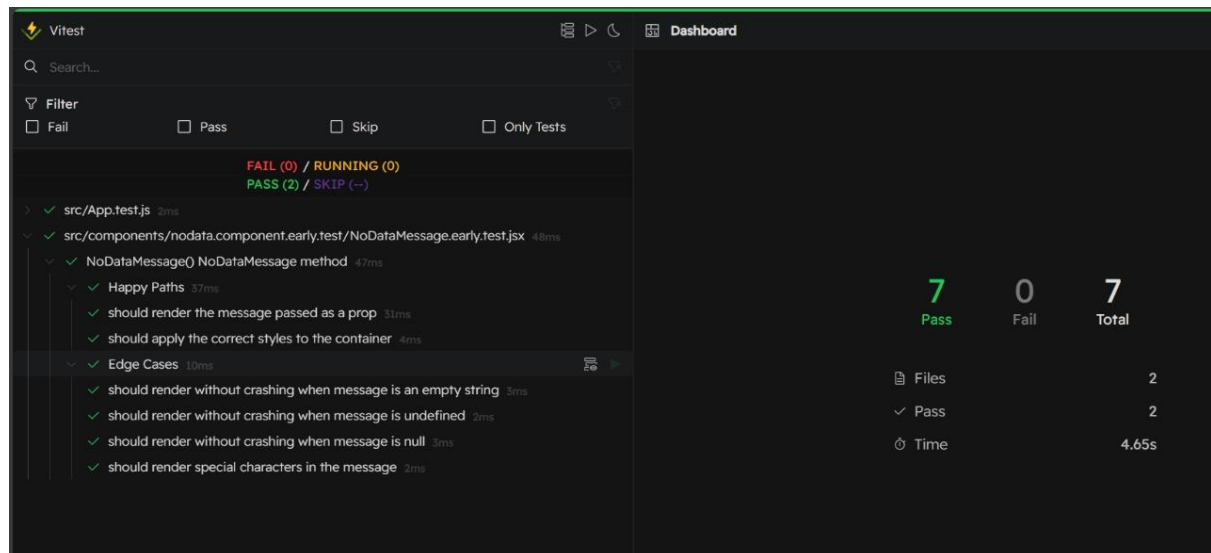 Vitest
Search...
Filter
Fail Pass Skip Only Tests
FAIL (0) / RUNNING (0)
PASS (2) / SKIP (--)
src/App.test.js 2ms
src/components/nodata.component.early.test/NoDataMessage.early.test.jsx 48ms
NoDataMessage() NoDataMessage method 47ms
Happy Paths 37ms
should render the message passed as a prop 31ms
should apply the correct styles to the container 4ms
Edge Cases 10ms
should render without crashing when message is an empty string 3ms
should render without crashing when message is undefined 2ms
should render without crashing when message is null 3ms
should render special characters in the message 2ms
Dashboard
7 0 7
Pass Fail Total
Files 2
Pass 2
Time 4.65s